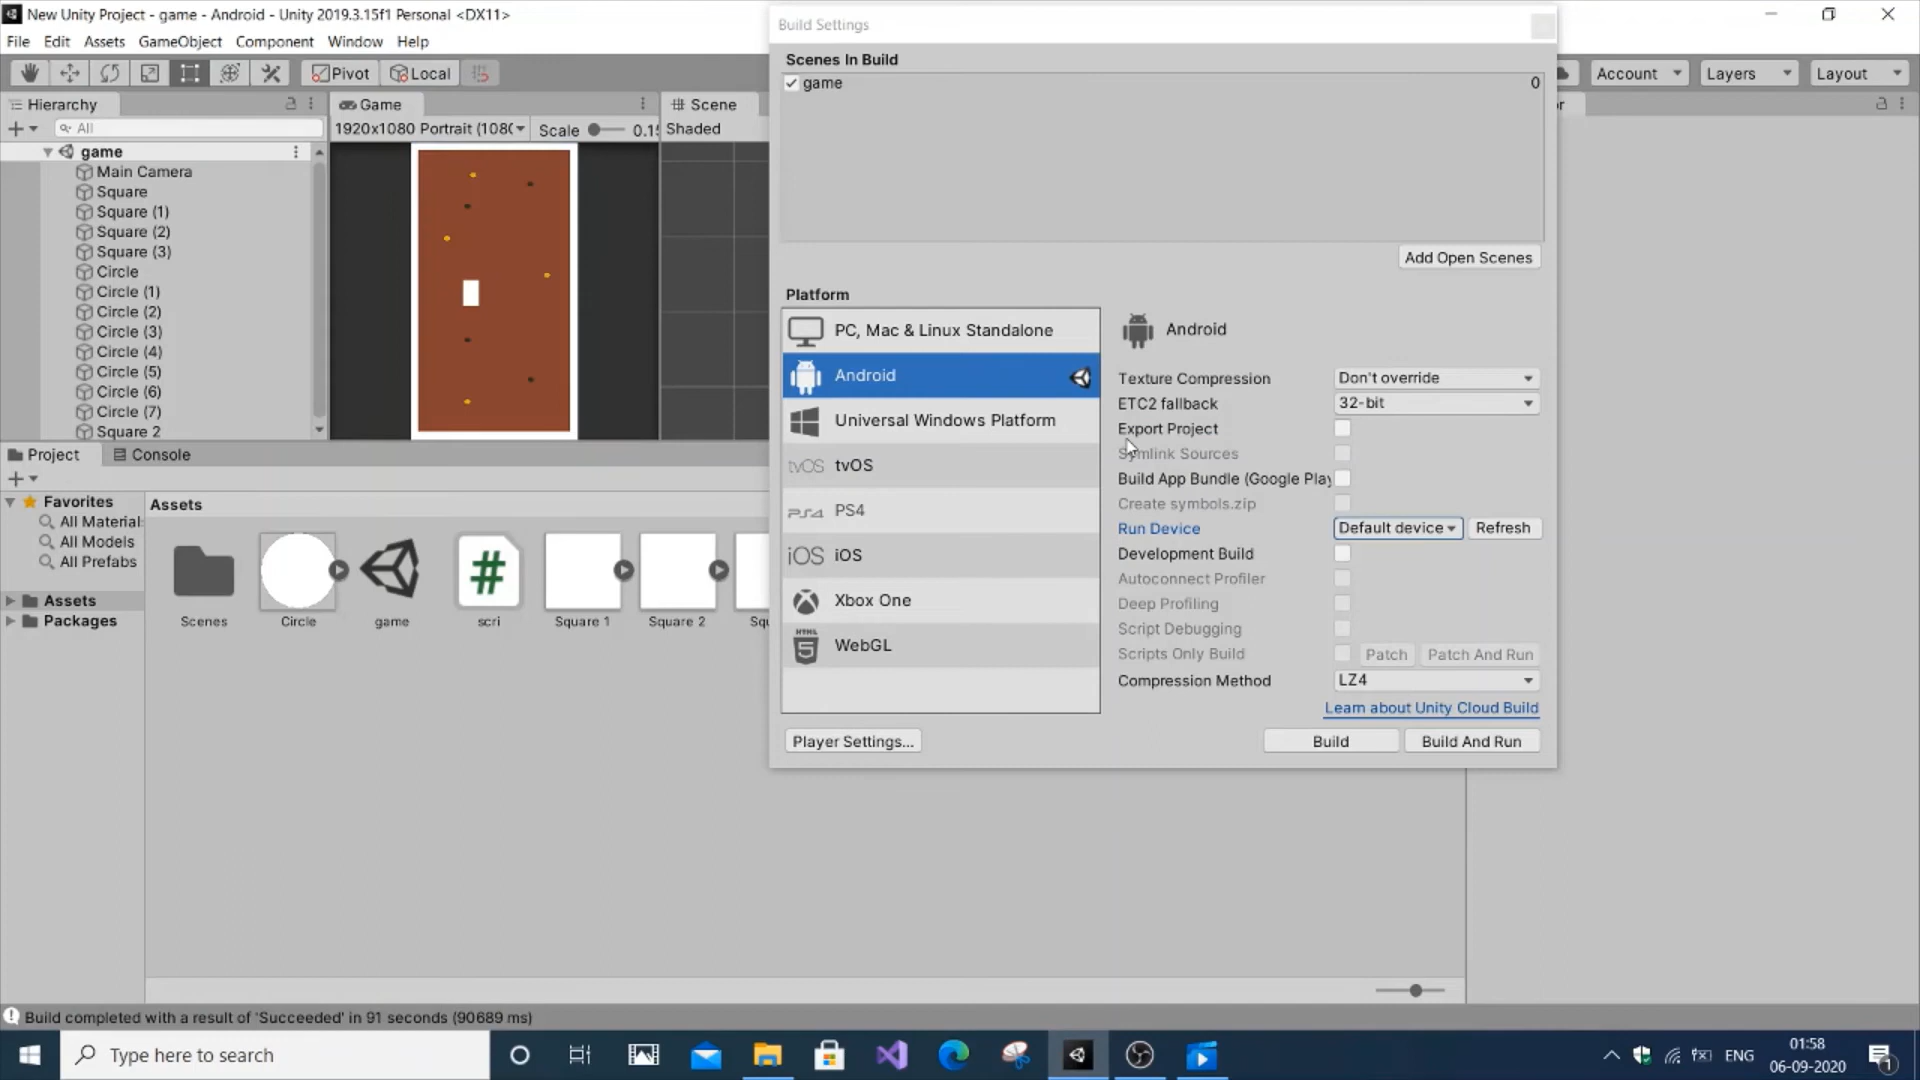 New Unity Project - game - Android - Unity 2019.3.15f1 Personal <DX11>
File Edit Assets GameObject Component Window Help
Pivot Local
Account Layers Layout
Hierarchy
All
game
Main Camera
Square
Square (1)
Square (2)
Square (3)
Circle
Circle (1)
Circle (2)
Circle (3)
Circle (4)
Circle (5)
Circle (6)
Circle (7)
Square 2
Game
1920x1080 Portrait (108 Scale 0.1
Scene
Shaded
Build Settings
Scenes In Build
game 0
Add Open Scenes
Platform
PC, Mac & Linux Standalone
Android
Universal Windows Platform
tvOS tvOS
PS4
iOS iOS
Xbox One
HTML 5 WebGL
Android
Texture Compression Don't override
ETC2 fallback 32-bit
Export Project
Symlink Sources
Build App Bundle (Google Play
Create symbols.zip
Run Device Default device Refresh
Development Build
Autoconnect Profiler
Deep Profiling
Script Debugging
Scripts Only Build Patch Patch And Run
Compression Method LZ4
Learn about Unity Cloud Build
Player Settings... Build Build And Run
Project Console
Favorites
All Material
All Models
All Prefabs
Assets
Packages
Assets
Scenes Circle game scri Square 1 Square 2 Squ
Build completed with a result of 'Succeeded' in 91 seconds (90689 ms)
Type here to search
ENG
01:58
06-09-2020
1